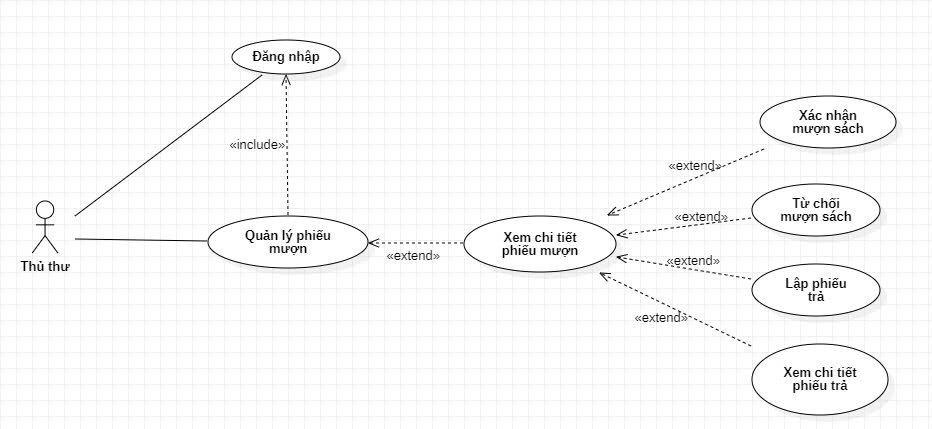 Đăng nhập
«include»
Thủ thư
Quản lý phiếu
mượn
«extend»
Xem chi tiết
phiếu mượn
«extend»
Xác nhận
mượn sách
«extend»
Từ chối
mượn sách
«extend»
Lập phiếu
trả
«extend»
Xem chi tiết
phiếu trả